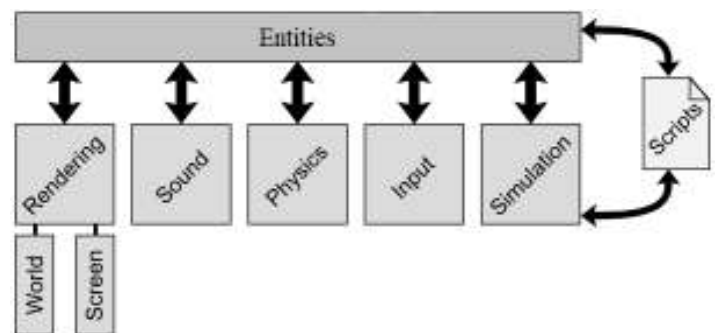 Entities
Rendering
Sound
Physics
Input
Simulation
Scripts
World
Screen